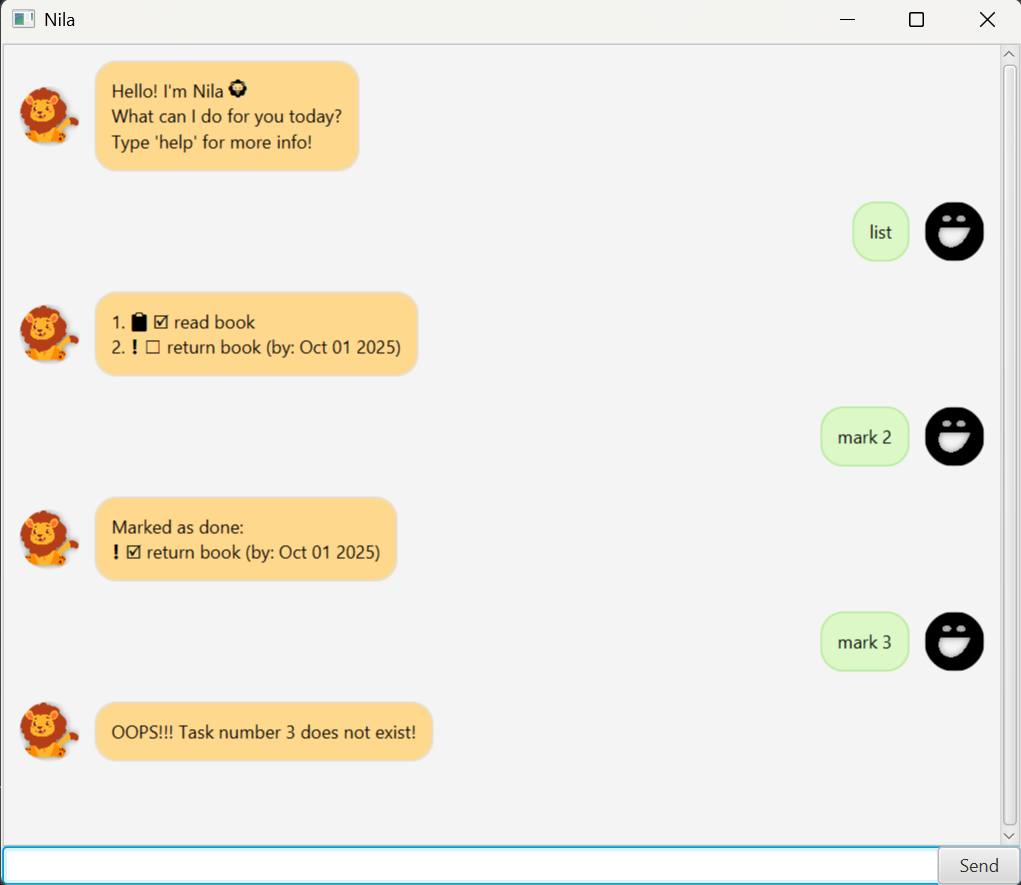 Nila
Hello! I'm Nila 🦁
What can I do for you today?
Type 'help' for more info!
list
1. 📋 ☑ read book
2. ❗ ☐ return book (by: Oct 01 2025)
mark 2
Marked as done:
❗ ☑ return book (by: Oct 01 2025)
mark 3
OOPS!!! Task number 3 does not exist!
Send